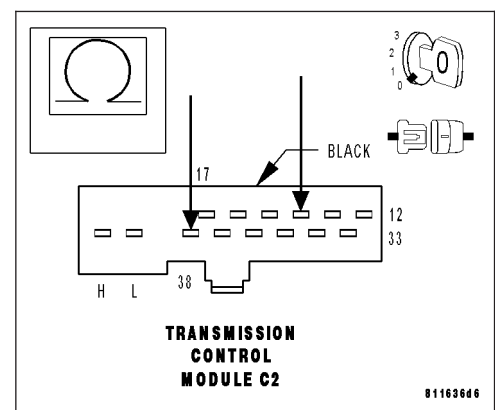 3
2
1
0
BLACK
17
12
33
H L 38
TRANSMISSION
CONTROL
MODULE C2
811636d6